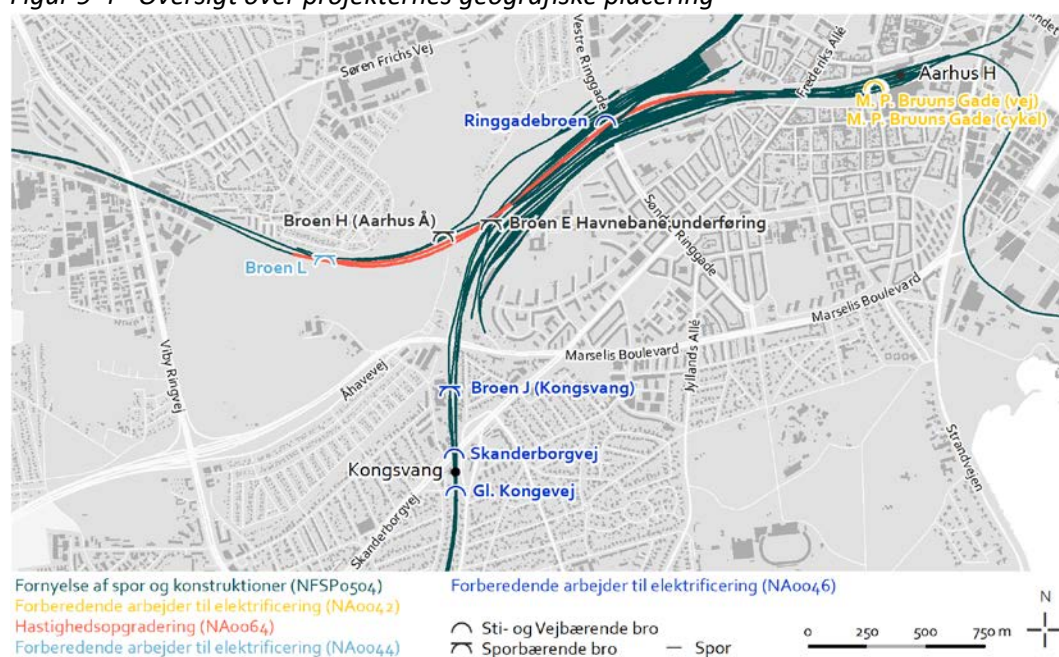 Figur 3-4 - Oversigt over projekternes geografiske placering
Søren Frichs Vej
Vestre Ringgade
Frederiks Allé
Aarhus H
M. P. Bruuns Gade (vej)
M. P. Bruuns Gade (cykel)
Ringgadebroen
Broen H (Aarhus Å)
Broen E Havnebane underføring
Søndre Ringgade
Broen L
Marselis Boulevard
Marselis Boulevard
Viby Ringvej
Åhavevej
Jyllands Allé
Broen J (Kongsvang)
Strandvejen
Skanderborgvej
Kongsvang
Gl. Kongevej
Skanderborgvej
Fornyelse af spor og konstruktioner (NFSP0504)
Forberedende arbejder til elektrificering (NA0046)
Forberedende arbejder til elektrificering (NA0042)
Hastighedsopgradering (NA0064)
Forberedende arbejder til elektrificering (NA0044)
Sti- og Vejbærende bro
Sporbærende bro
Spor
0 250 500 750 m
N